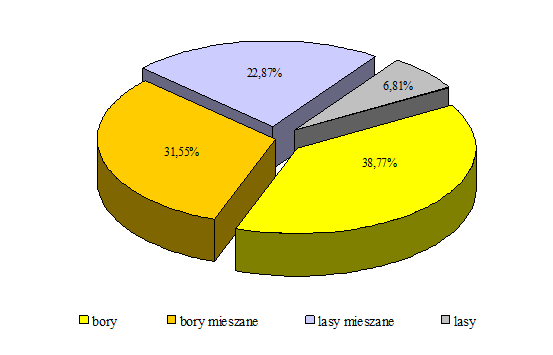 22,87%
6,81%
31,55%
38,77%
bory
bory mieszane
lasy mieszane
lasy